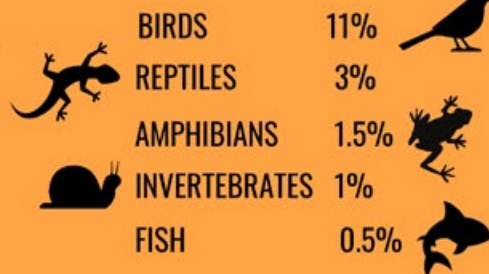 BIRDS 11%
REPTILES 3%
AMPHIBIANS 1.5%
INVERTEBRATES 1%
FISH 0.5%